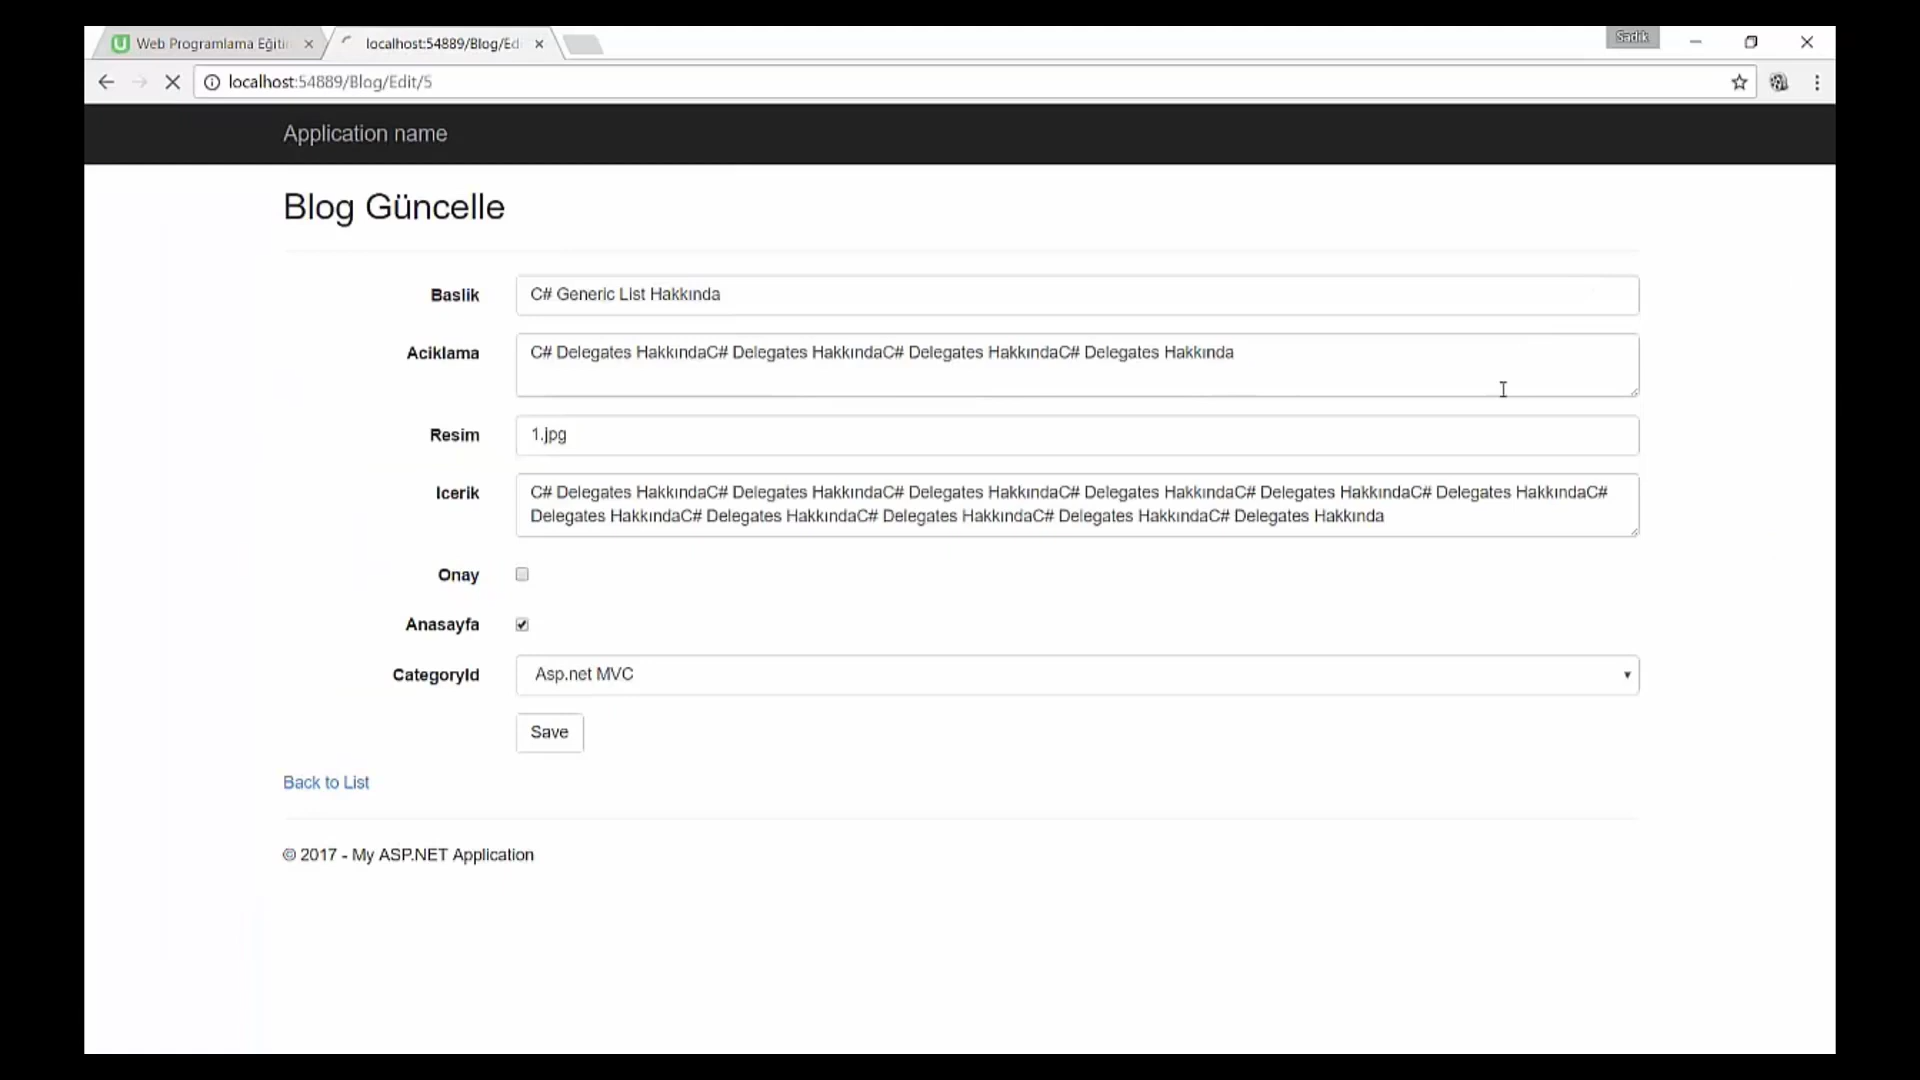 Web Programlama Eğiti
localhost:54889/Blog/Ed
Sadik
localhost:54889/Blog/Edit/5
Application name
Blog Güncelle
Baslik
C# Generic List Hakkında
Aciklama
C# Delegates HakkındaC# Delegates HakkındaC# Delegates HakkındaC# Delegates Hakkında
Resim
1.jpg
Icerik
C# Delegates HakkındaC# Delegates HakkındaC# Delegates HakkındaC# Delegates HakkındaC# Delegates HakkındaC# Delegates HakkındaC#
Delegates HakkındaC# Delegates HakkındaC# Delegates HakkındaC# Delegates HakkındaC# Delegates Hakkında
Onay
Anasayfa
CategoryId
Asp.net MVC
Save
Back to List
© 2017 - My ASP.NET Application